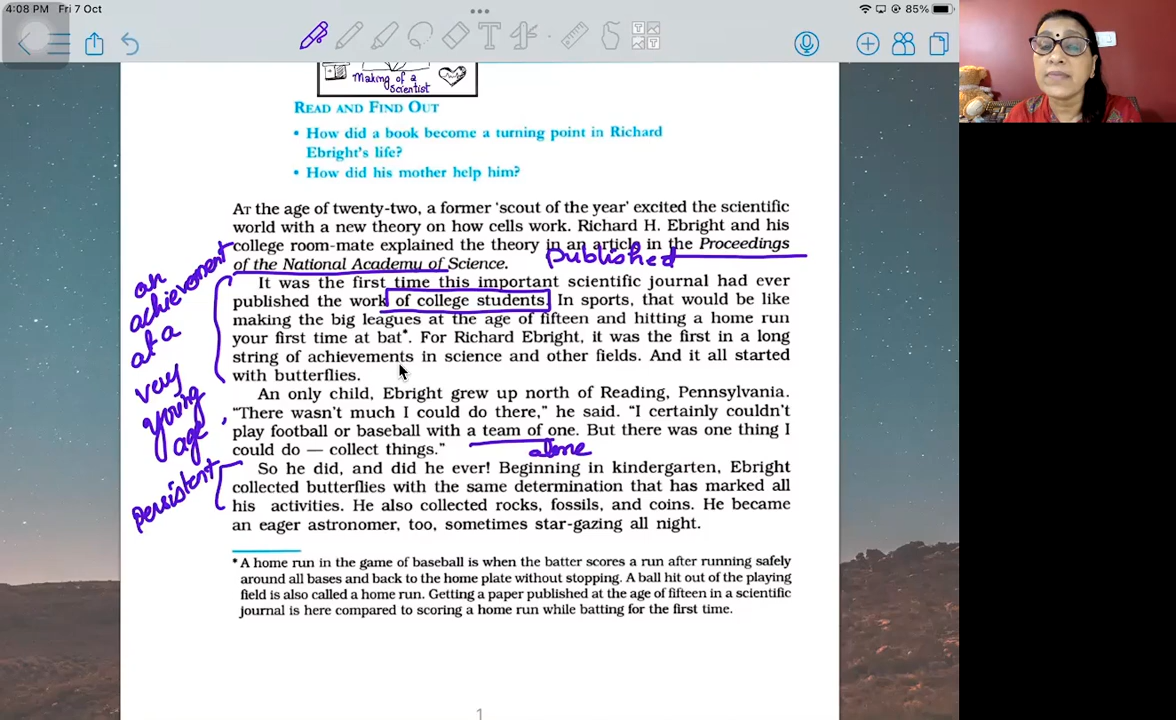 4:08 PM Fri 7 Oct
85%
Making of a
Scientist
READ AND FIND OUT
• How did a book become a turning point in Richard
Ebright's life?
• How did his mother help him?
AT the age of twenty-two, a former 'scout of the year' excited the scientific
world with a new theory on how cells work. Richard H. Ebright and his
college room-mate explained the theory in an article in the Proceedings
of the National Academy of Science.
published
It was the first time this important scientific journal had ever
published the work of college students. In sports, that would be like
making the big leagues at the age of fifteen and hitting a home run
your first time at bat*. For Richard Ebright, it was the first in a long
string of achievements in science and other fields. And it all started
with butterflies.
an
achievement
at a
very
young
age
An only child, Ebright grew up north of Reading, Pennsylvania.
"There wasn't much I could do there," he said. "I certainly couldn't
play football or baseball with a team of one. But there was one thing I
could do — collect things."
alone
persistent
So he did, and did he ever! Beginning in kindergarten, Ebright
collected butterflies with the same determination that has marked all
his activities. He also collected rocks, fossils, and coins. He became
an eager astronomer, too, sometimes star-gazing all night.
* A home run in the game of baseball is when the batter scores a run after running safely
around all bases and back to the home plate without stopping. A ball hit out of the playing
field is also called a home run. Getting a paper published at the age of fifteen in a scientific
journal is here compared to scoring a home run while batting for the first time.
1